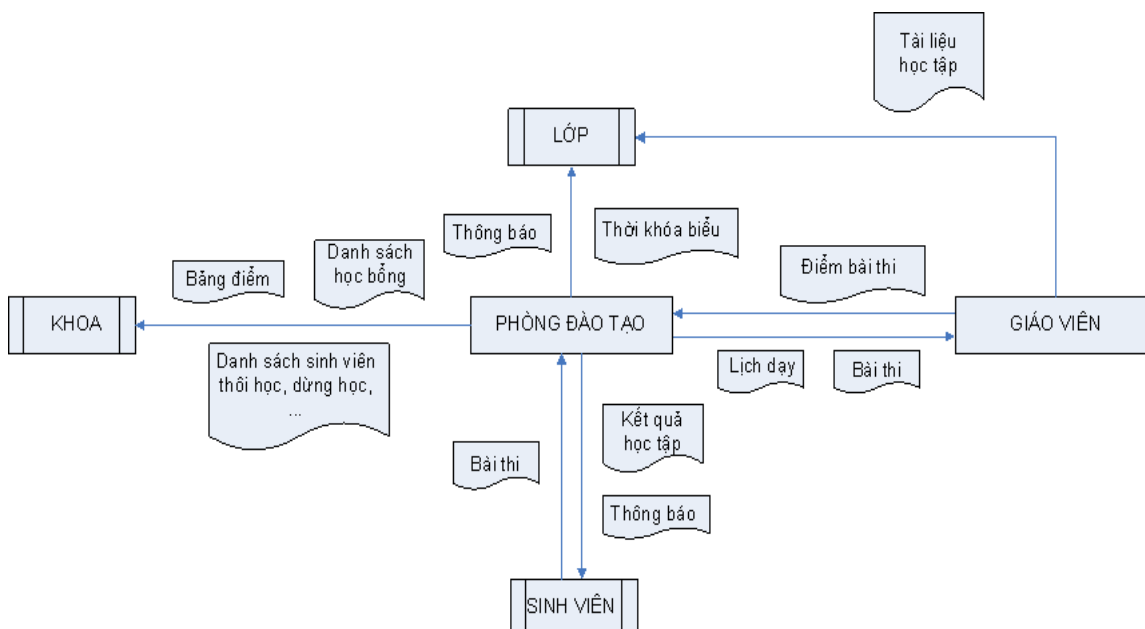 Tài liệu
học tập
LỚP
Thông báo
Thời khóa biểu
Danh sách
học bổng
Bảng điểm
Điểm bài thi
KHOA
PHÒNG ĐÀO TẠO
GIÁO VIÊN
Danh sách sinh viên
thôi học, dừng học,
...
Lịch dạy
Bài thi
Kết quả
học tập
Bài thi
Thông báo
SINH VIÊN